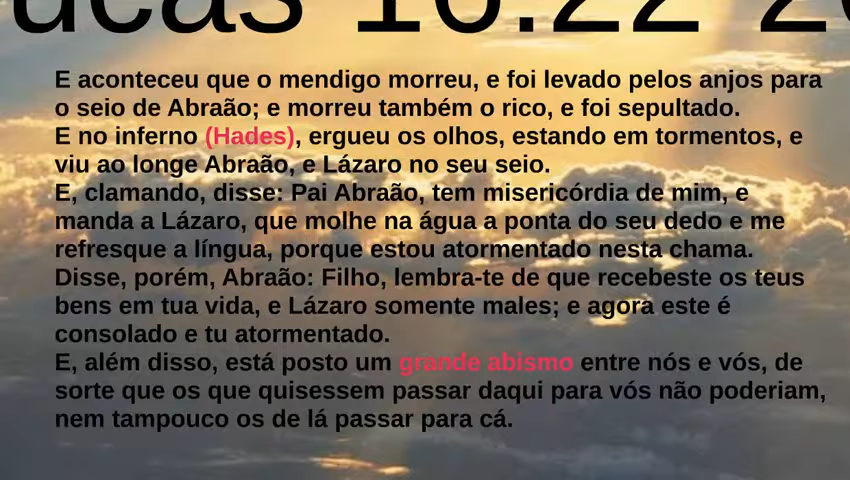 ucas 16:22-26
E aconteceu que o mendigo morreu, e foi levado pelos anjos para
o seio de Abraão; e morreu também o rico, e foi sepultado.
E no inferno (Hades), ergueu os olhos, estando em tormentos, e
viu ao longe Abraão, e Lázaro no seu seio.
E, clamando, disse: Pai Abraão, tem misericórdia de mim, e
manda a Lázaro, que molhe na água a ponta do seu dedo e me
refresque a língua, porque estou atormentado nesta chama.
Disse, porém, Abraão: Filho, lembra-te de que recebeste os teus
bens em tua vida, e Lázaro somente males; e agora este é
consolado e tu atormentado.
E, além disso, está posto um grande abismo entre nós e vós, de
sorte que os que quisessem passar daqui para vós não poderiam,
nem tampouco os de lá passar para cá.